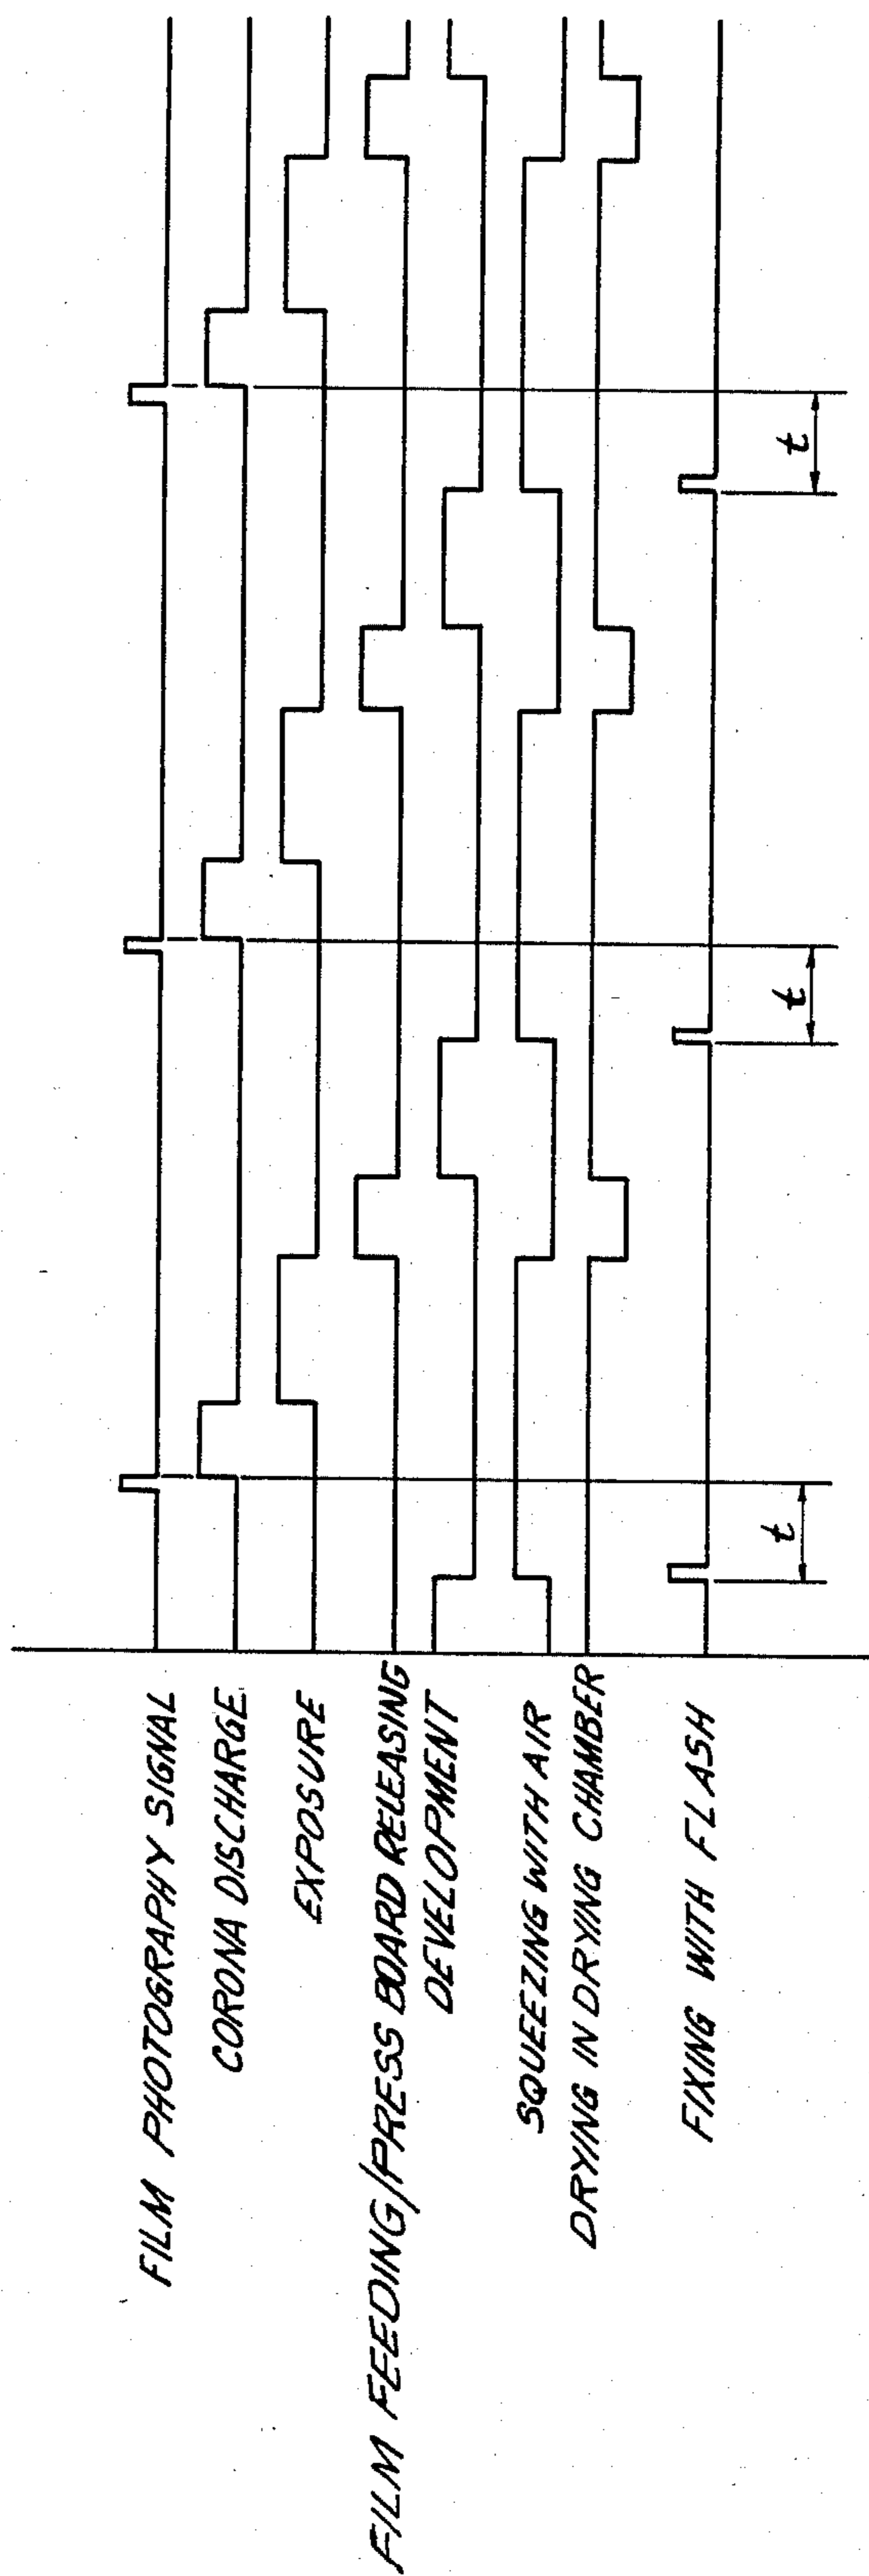 FILM PHOTOGRAPHY SIGNAL
CORONA DISCHARGE
EXPOSURE
FILM FEEDING/PRESS BOARD RELEASING
DEVELOPMENT
SQUEEZING WITH AIR
DRYING IN DRYING CHAMBER
FIXING WITH FLASH
t
t
t